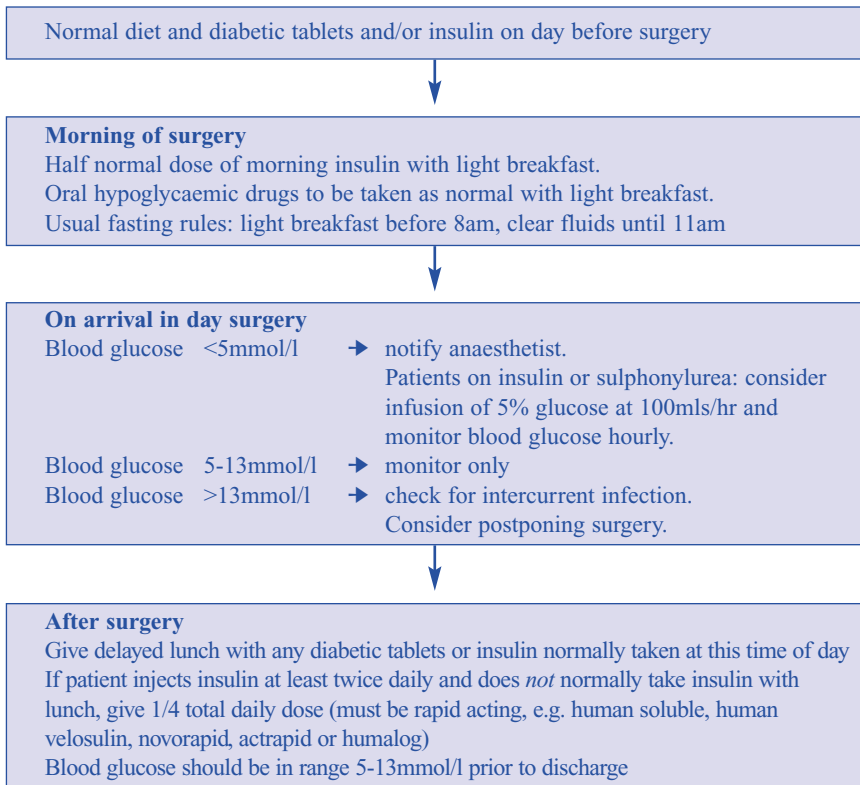 Normal diet and diabetic tablets and/or insulin on day before surgery
Morning of surgery
Half normal dose of morning insulin with light breakfast.
Oral hypoglycaemic drugs to be taken as normal with light breakfast.
Usual fasting rules: light breakfast before 8am, clear fluids until 11am
On arrival in day surgery
Blood glucose <5mmol/l → notify anaesthetist.
Patients on insulin or sulphonylurea: consider
infusion of 5% glucose at 100mls/hr and
monitor blood glucose hourly.
Blood glucose 5-13mmol/l → monitor only
Blood glucose >13mmol/l → check for intercurrent infection.
Consider postponing surgery.
After surgery
Give delayed lunch with any diabetic tablets or insulin normally taken at this time of day
If patient injects insulin at least twice daily and does not normally take insulin with
lunch, give 1/4 total daily dose (must be rapid acting, e.g. human soluble, human
velosulin, novorapid, actrapid or humalog)
Blood glucose should be in range 5-13mmol/l prior to discharge